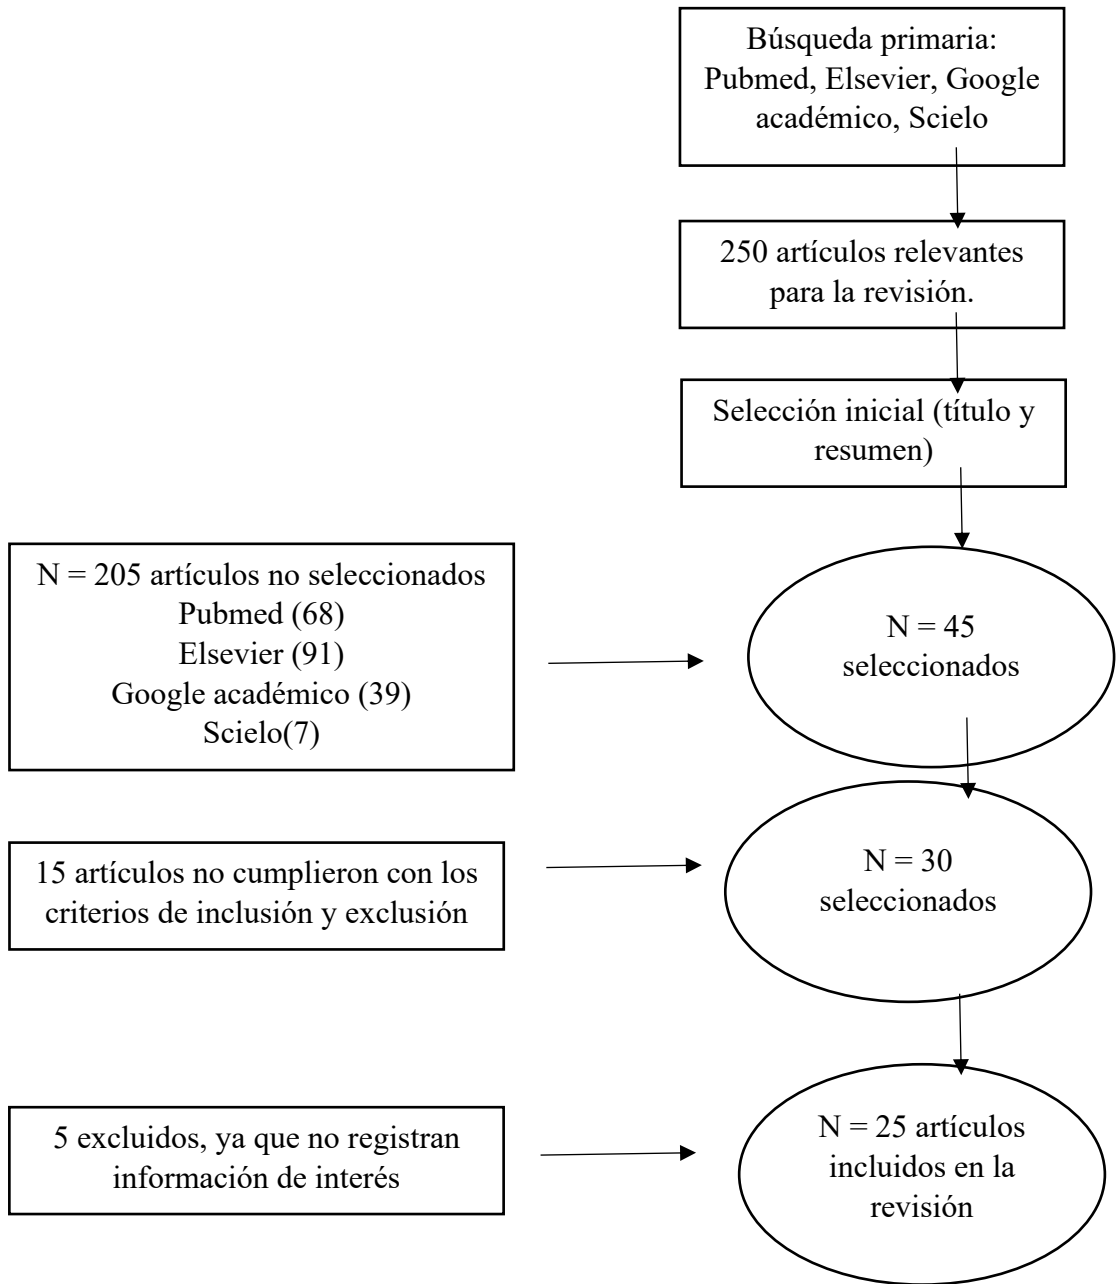 Búsqueda primaria:
Pubmed, Elsevier, Google
académico, Scielo
250 artículos relevantes
para la revisión.
Selección inicial (título y
resumen)
N = 205 artículos no seleccionados
Pubmed (68)
Elsevier (91)
Google académico (39)
Scielo(7)
N = 45
seleccionados
15 artículos no cumplieron con los
criterios de inclusión y exclusión
N = 30
seleccionados
5 excluidos, ya que no registran
información de interés
N = 25 artículos
incluidos en la
revisión